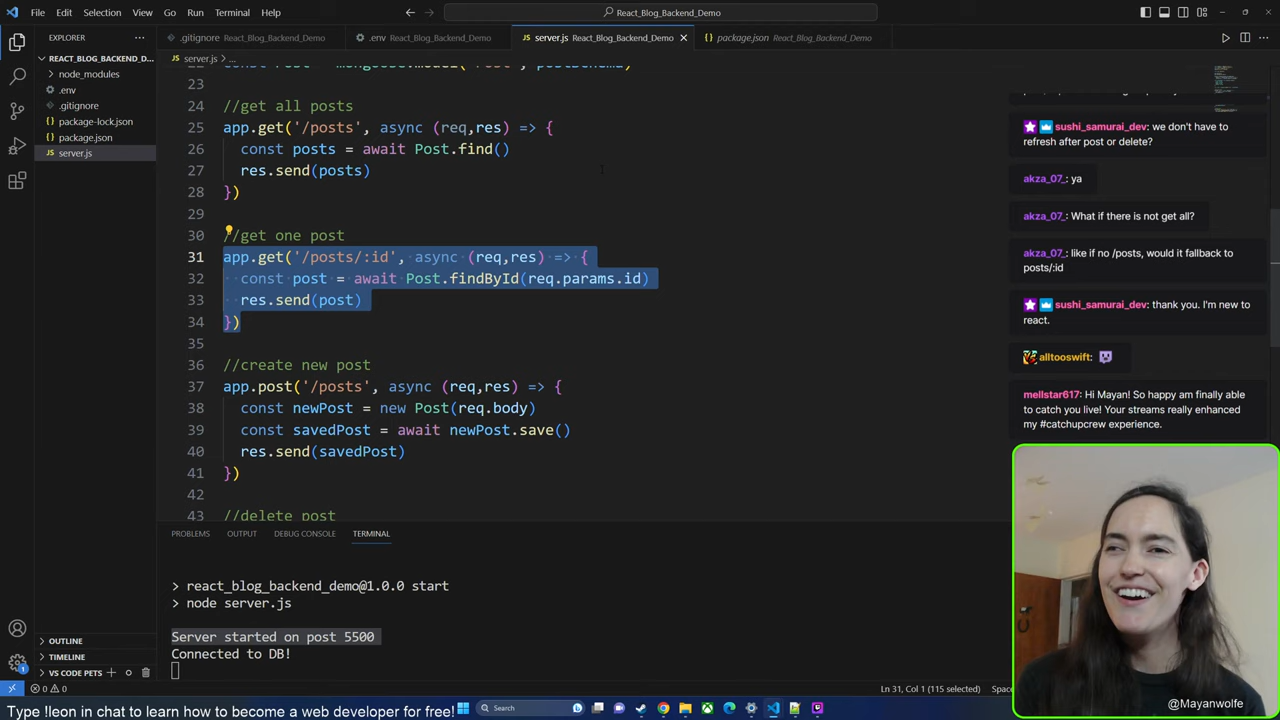 File Edit Selection View Go Run Terminal Help
React_Blog_Backend_Demo
EXPLORER
REACT_BLOG_BACKEND_D...
node_modules
.env
.gitignore
package-lock.json
package.json
server.js
OUTLINE
TIMELINE
VS CODE PETS
.gitignore React_Blog_Backend_Demo
.env React_Blog_Backend_Demo
server.js React_Blog_Backend_Demo
package.json React_Blog_Backend_Demo
server.js > ...
23
24 //get all posts
25 app.get('/posts', async (req,res) => {
26 const posts = await Post.find()
27 res.send(posts)
28 })
29
30 //get one post
31 app.get('/posts/:id', async (req,res) => {
32 const post = await Post.findById(req.params.id)
33 res.send(post)
34 })
35
36 //create new post
37 app.post('/posts', async (req,res) => {
38 const newPost = new Post(req.body)
39 const savedPost = await newPost.save()
40 res.send(savedPost)
41 })
42
43 //delete post
PROBLEMS OUTPUT DEBUG CONSOLE TERMINAL
> react_blog_backend_demo@1.0.0 start
> node server.js
Server started on post 5500
Connected to DB!
sushi_samurai_dev: we don't have to
refresh after post or delete?
akza_07_: ya
akza_07_: What if there is not get all?
akza_07_: like if no /posts, would it fallback to
posts/:id
sushi_samurai_dev: thank you. I'm new to
react.
alltooswift:
mellstar617: Hi Mayan! So happy am finally able
to catch you live! Your streams really enhanced
my #catchupcrew experience.
@Mayanwolfe
0 0
Ln 31, Col 1 (115 selected)
Type !leon in chat to learn how to become a web developer for free!
Search